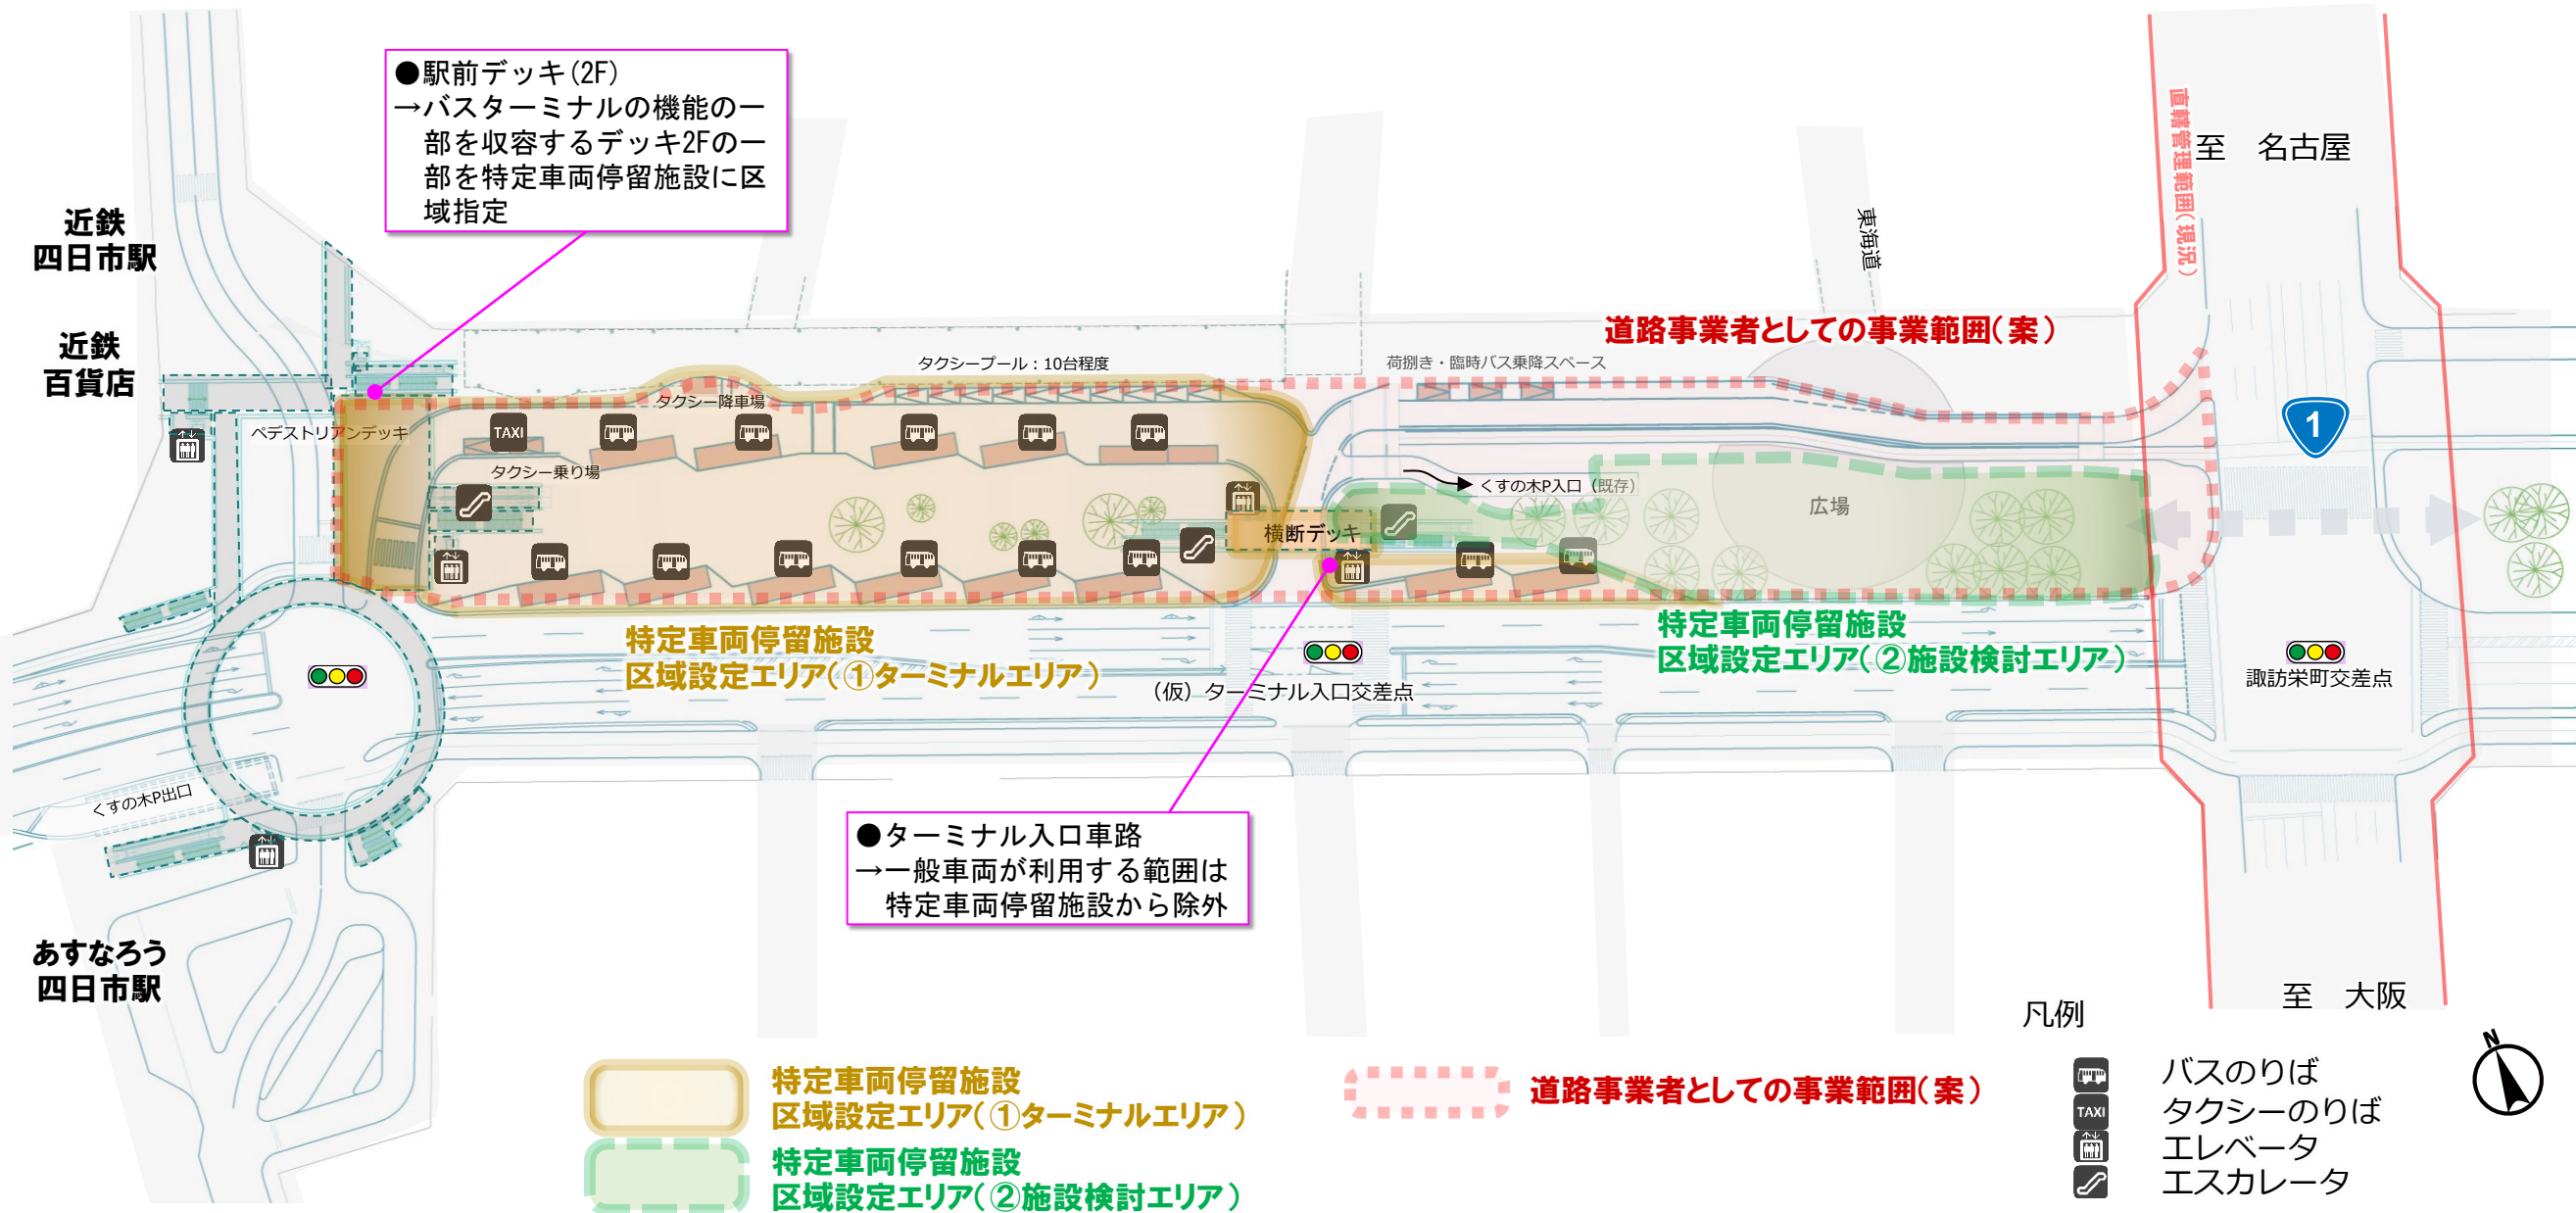 ●駅前デッキ(2F)
→バスターミナルの機能の一
部を収容するデッキ2Fの一
部を特定車両停留施設に区
域指定
近鉄
四日市駅
近鉄
百貨店
至　名古屋
直轄管理範囲(現況)
東海道
道路事業者としての事業範囲(案)
タクシープール：10台程度
荷捌き・臨時バス乗降スペース
タクシー降車場
ペデストリアンデッキ
TAXI
タクシー乗り場
1
くすの木P入口（既存）
広場
横断デッキ
特定車両停留施設
区域設定エリア(①ターミナルエリア)
特定車両停留施設
区域設定エリア(②施設検討エリア)
（仮）ターミナル入口交差点
諏訪栄町交差点
くすの木P出口
●ターミナル入口車路
→一般車両が利用する範囲は
特定車両停留施設から除外
あすなろう
四日市駅
至　大阪
凡例
特定車両停留施設
区域設定エリア(①ターミナルエリア)
特定車両停留施設
区域設定エリア(②施設検討エリア)
道路事業者としての事業範囲(案)
バスのりば
TAXI タクシーのりば
エレベータ
エスカレータ
N